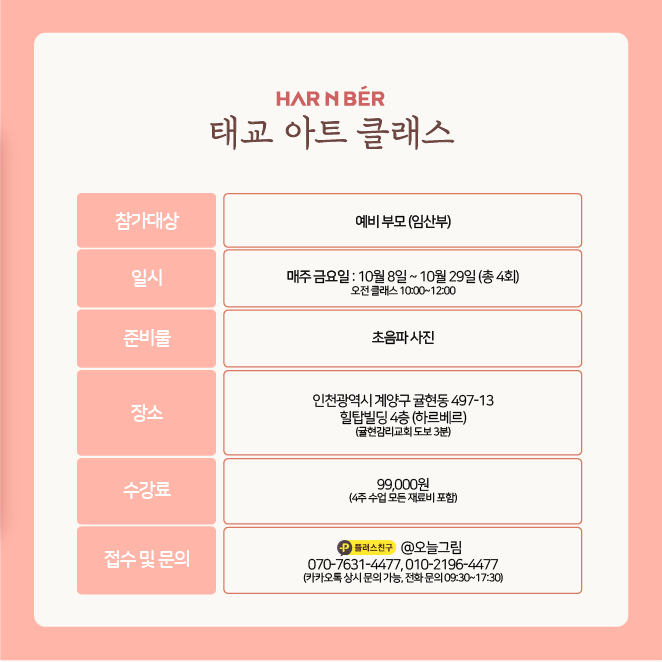 HAR N BÉR
태교 아트 클래스
참가대상
예비 부모 (임산부)
일시
매주 금요일 : 10월 8일 ~ 10월 29일 (총 4회)
오전 클래스 10:00~12:00
준비물
초음파 사진
장소
인천광역시 계양구 귤현동 497-13
힐탑빌딩 4층 (하르베르)
(귤현감리교회 도보 3분)
수강료
99,000원
(4주 수업 모든 재료비 포함)
접수 및 문의
P 플러스친구 @오늘그림
070-7631-4477, 010-2196-4477
(카카오톡 상시 문의 가능, 전화 문의 09:30~17:30)